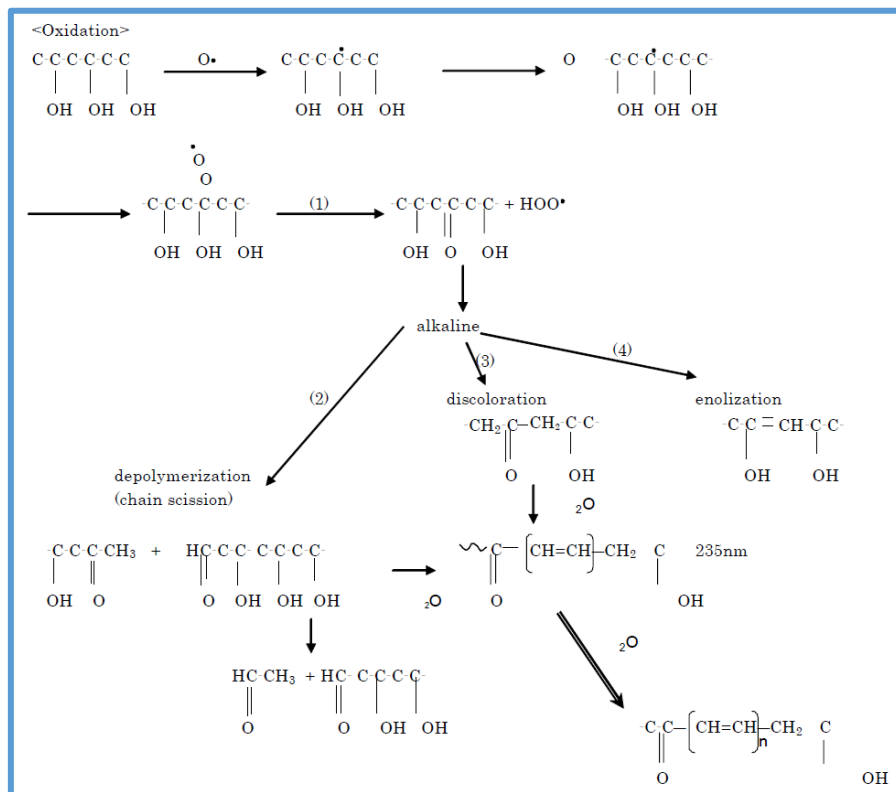 <Oxidation>
C-C-C-C-C-C O• C-C-C-C-C-C O -C-C-C-C-C-C-
OH OH OH OH OH OH OH OH OH
•
O
O
-C-C-C-C-C-C- (1) -C-C-C-C-C-C- + HOO•
OH OH OH OH O OH
alkaline
(2) (3) (4)
discoloration enolization
-CH2-C-CH2-C-C- -C-C=CH-C-C-
O OH OH OH
depolymerization
(chain scission)
2O
-C-C-C-CH3 + HC-C-C-C-C-C-C- C-(CH=CH)-CH2 C 235nm
OH O O OH OH OH 2O O OH
2O
HC-CH3 + HC-C-C-C-C-
O O OH OH
-C-C-(CH=CH)n-CH2 C
O OH